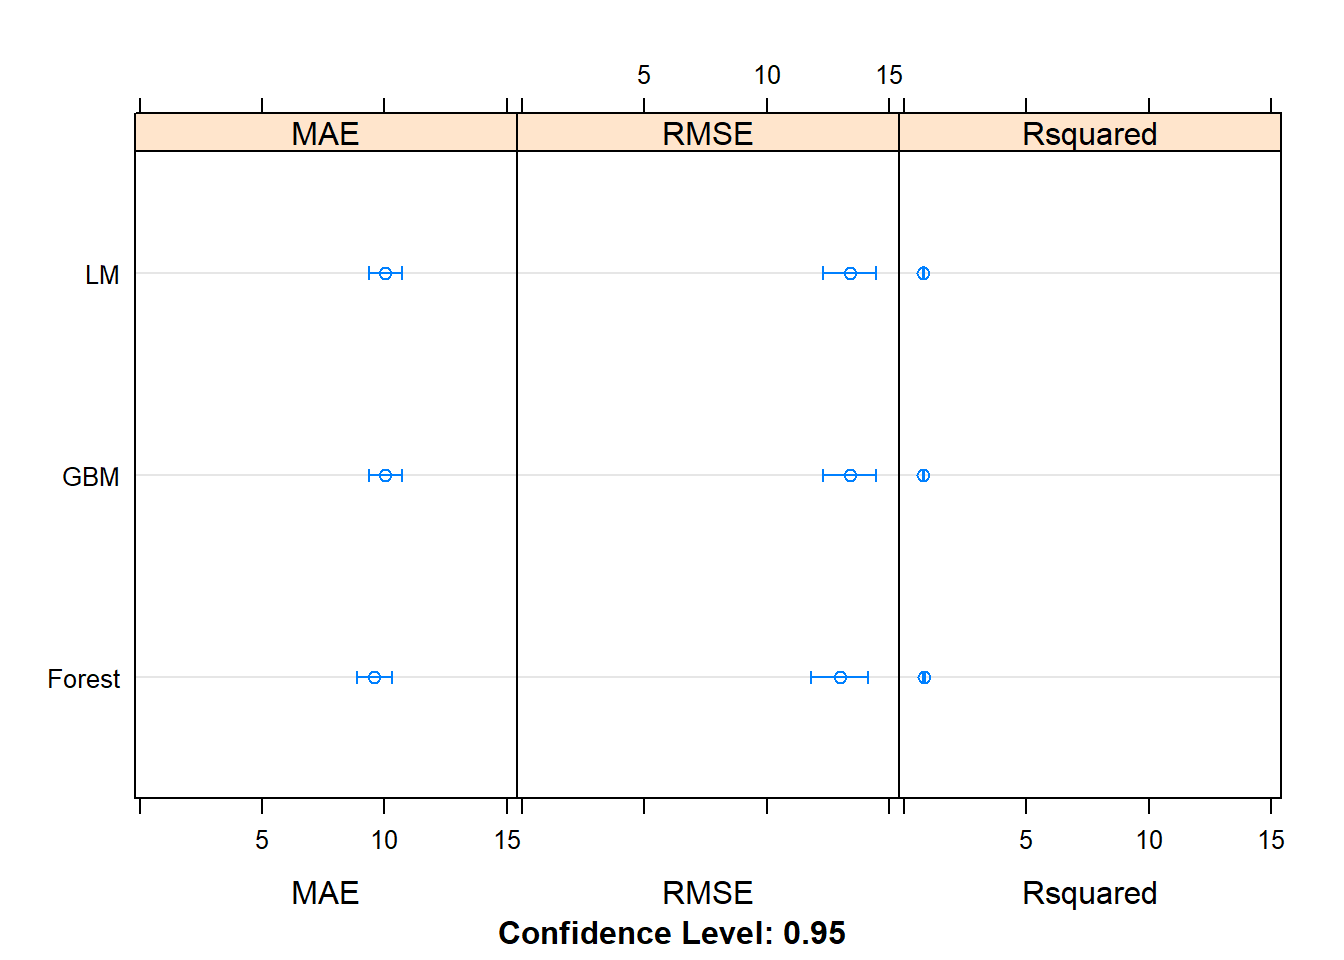 5 10 15
MAE RMSE Rsquared
LM
GBM
Forest
5 10 15 5 10 15
MAE RMSE Rsquared
Confidence Level: 0.95